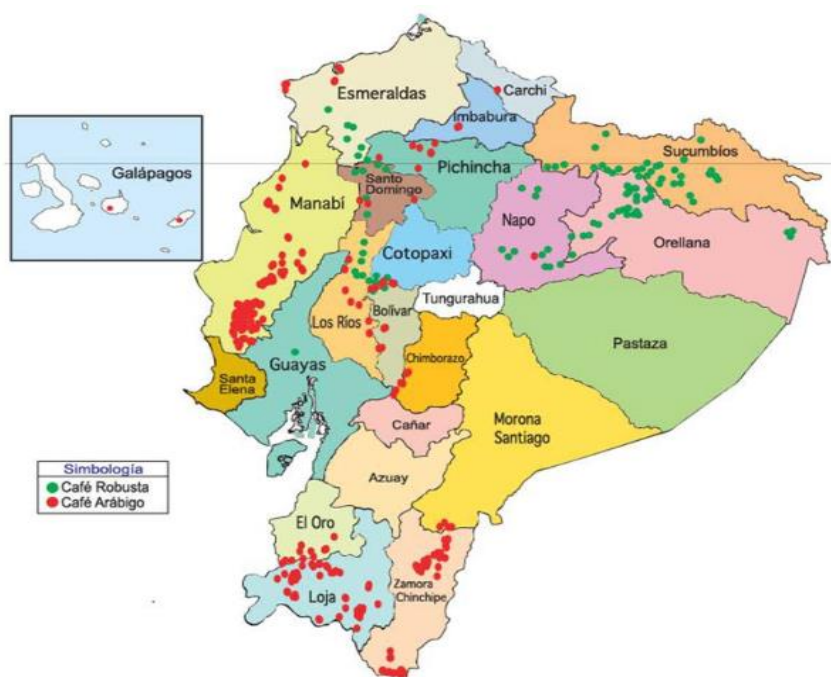 Esmeraldas
Carchi
Imbabura
Galápagos
Sucumbíos
Pichincha
Santo
Domingo
Manabí
Napo
Orellana
Cotopaxi
Tungurahua
Los Ríos
Bolívar
Pastaza
Chimborazo
Guayas
Santa
Elena
Morona
Santiago
Cañar
Simbología
Café Robusta
Café Arábigo
Azuay
El Oro
Zamora
Chinchipe
Loja